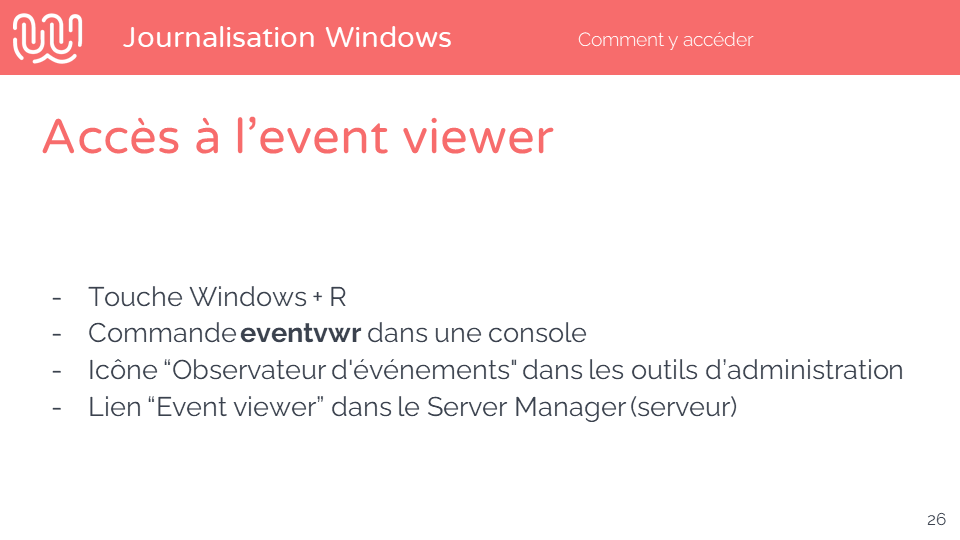 Journalisation Windows
Comment y accéder
Accès à l’event viewer
- Touche Windows + R
- Commande eventvwr dans une console
- Icône “Observateur d'événements" dans les outils d’administration
- Lien “Event viewer” dans le Server Manager (serveur)
26